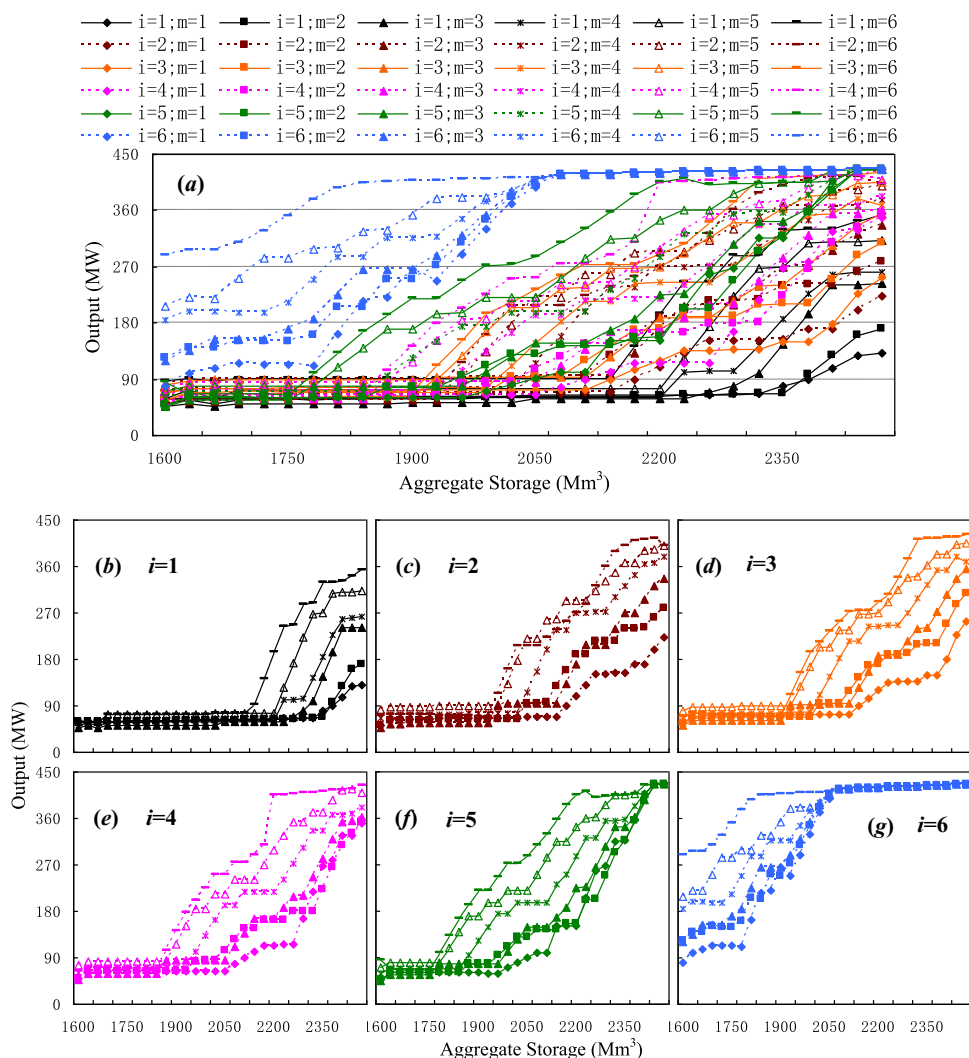 i=1;m=1 i=1;m=2 i=1;m=3 i=1;m=4 i=1;m=5 i=1;m=6
i=2;m=1 i=2;m=2 i=2;m=3 i=2;m=4 i=2;m=5 i=2;m=6
i=3;m=1 i=3;m=2 i=3;m=3 i=3;m=4 i=3;m=5 i=3;m=6
i=4;m=1 i=4;m=2 i=4;m=3 i=4;m=4 i=4;m=5 i=4;m=6
i=5;m=1 i=5;m=2 i=5;m=3 i=5;m=4 i=5;m=5 i=5;m=6
i=6;m=1 i=6;m=2 i=6;m=3 i=6;m=4 i=6;m=5 i=6;m=6
450
(a)
360
270
180
90
0
Output (MW)
1600 1750 1900 2050 2200 2350
Aggregate Storage (Mm³)
450
360
270
180
90
0
(b) i=1
(c) i=2
(d) i=3
Output (MW)
450
360
270
180
90
0
(e) i=4
(f) i=5
(g) i=6
1600 1750 1900 2050 2200 2350
1600 1750 1900 2050 2200 2350
1600 1750 1900 2050 2200 2350
Aggregate Storage (Mm³)